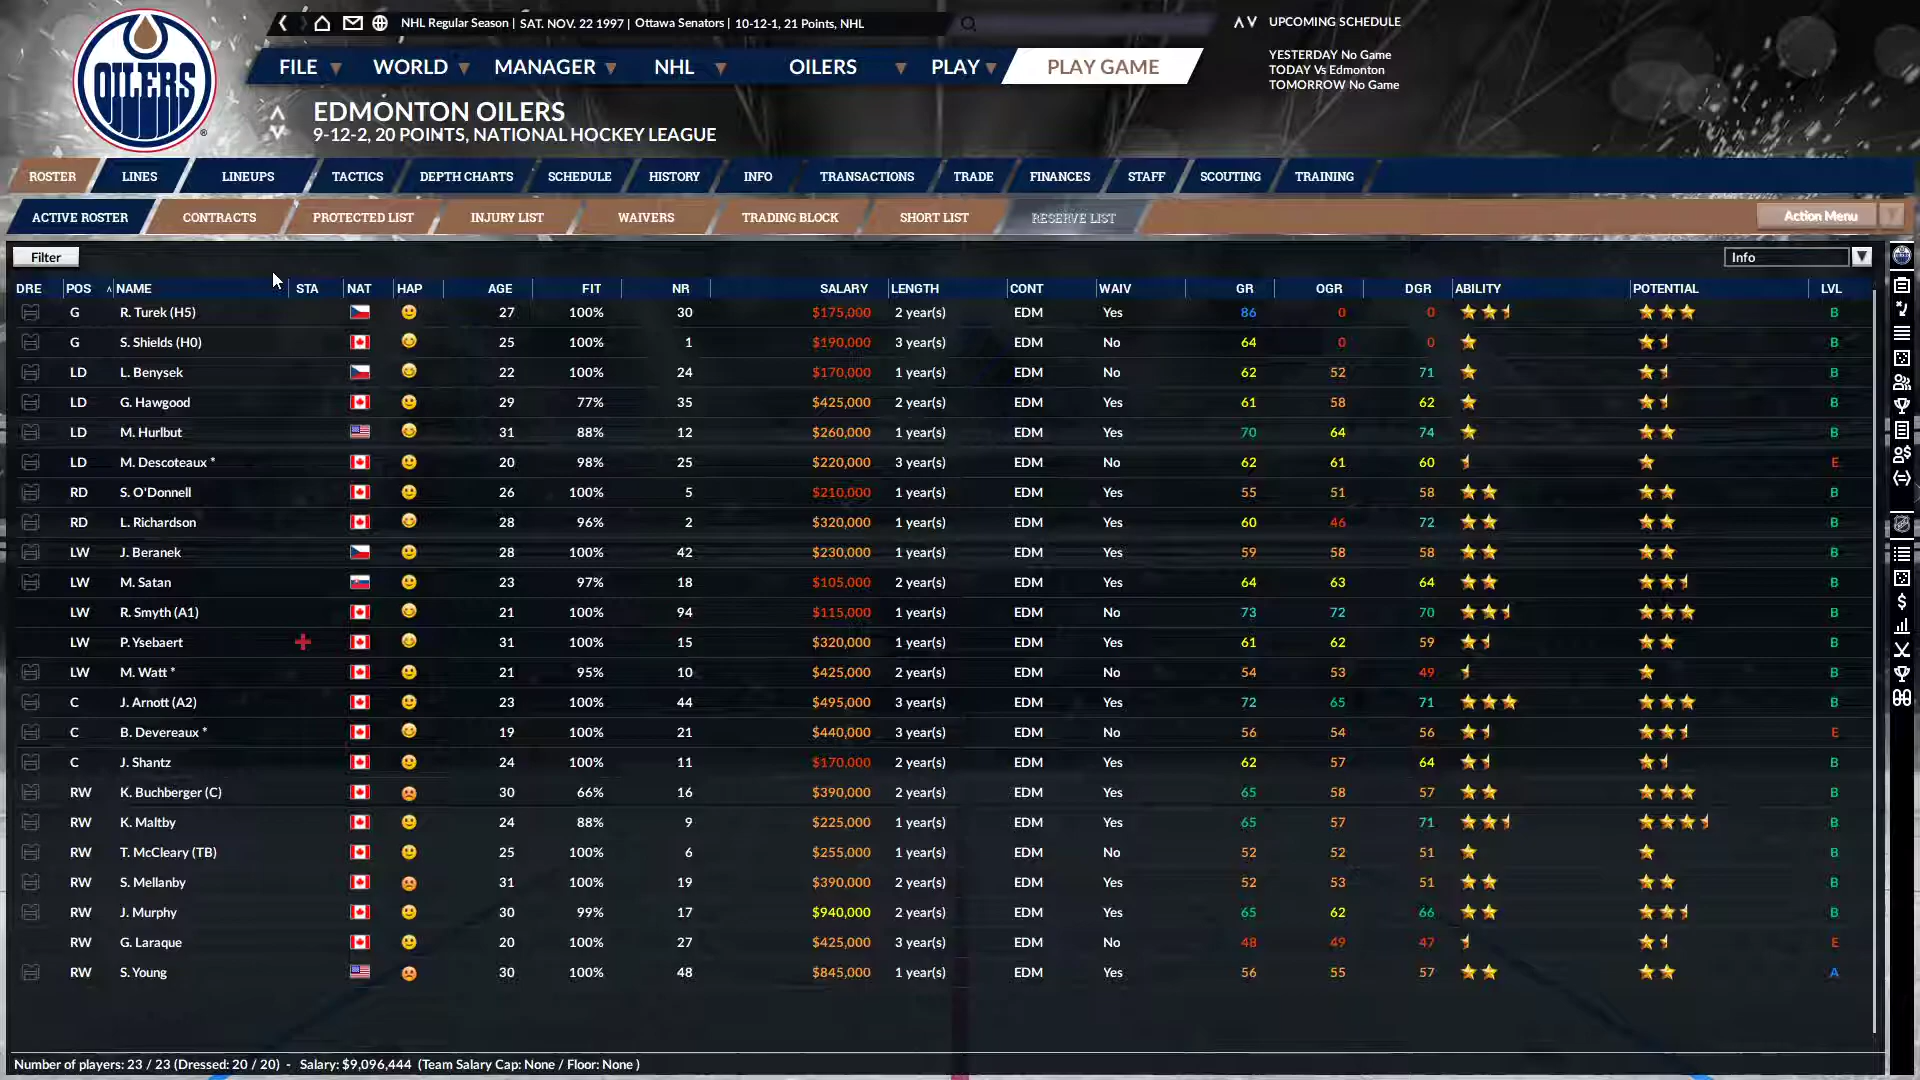 NHL Regular Season | SAT. NOV. 22 1997 | Ottawa Senators | 10-12-1, 21 Points, NHL
UPCOMING SCHEDULE
YESTERDAY No Game
TODAY Vs Edmonton
TOMORROW No Game
FILE WORLD MANAGER NHL OILERS PLAY PLAY GAME
OILERS
EDMONTON OILERS
9-12-2, 20 POINTS, NATIONAL HOCKEY LEAGUE
ROSTER LINES LINEUPS TACTICS DEPTH CHARTS SCHEDULE HISTORY INFO TRANSACTIONS TRADE FINANCES STAFF SCOUTING TRAINING
ACTIVE ROSTER CONTRACTS PROTECTED LIST INJURY LIST WAIVERS TRADING BLOCK SHORT LIST RESERVE LIST Action Menu
Filter Info
DRE POS NAME STA NAT HAP AGE FIT NR SALARY LENGTH CONT WAIV GR OGR DGR ABILITY POTENTIAL LVL
G R. Turek (H5) 27 100% 30 $175,000 2 year(s) EDM Yes 86 0 0 B
G S. Shields (H0) 25 100% 1 $190,000 3 year(s) EDM No 64 0 0 B
LD L. Benysek 22 100% 24 $170,000 1 year(s) EDM No 62 52 71 B
LD G. Hawgood 29 77% 35 $425,000 2 year(s) EDM Yes 61 58 62 B
LD M. Hurlbut 31 88% 12 $260,000 1 year(s) EDM Yes 70 64 74 B
LD M. Descoteaux * 20 98% 25 $220,000 3 year(s) EDM No 62 61 60 E
RD S. O'Donnell 26 100% 5 $210,000 1 year(s) EDM Yes 55 51 58 B
RD L. Richardson 28 96% 2 $320,000 1 year(s) EDM Yes 60 46 72 B
LW J. Beranek 28 100% 42 $230,000 1 year(s) EDM Yes 59 58 58 B
LW M. Satan 23 97% 18 $105,000 2 year(s) EDM Yes 64 63 64 B
LW R. Smyth (A1) 21 100% 94 $115,000 1 year(s) EDM No 73 72 70 B
LW P. Ysebaert 31 100% 15 $320,000 1 year(s) EDM Yes 61 62 59 B
LW M. Watt * 21 95% 10 $425,000 2 year(s) EDM No 54 53 49 B
C J. Arnott (A2) 23 100% 44 $495,000 3 year(s) EDM Yes 72 65 71 B
C B. Devereaux * 19 100% 21 $440,000 3 year(s) EDM No 56 54 56 E
C J. Shantz 24 100% 11 $170,000 2 year(s) EDM Yes 62 57 64 B
RW K. Buchberger (C) 30 66% 16 $390,000 2 year(s) EDM Yes 65 58 57 B
RW K. Maltby 24 88% 9 $225,000 1 year(s) EDM Yes 65 57 71 B
RW T. McCleary (TB) 25 100% 6 $255,000 1 year(s) EDM No 52 52 51 B
RW S. Mellanby 31 100% 19 $390,000 2 year(s) EDM Yes 52 53 51 B
RW J. Murphy 30 99% 17 $940,000 2 year(s) EDM Yes 65 62 66 B
RW G. Laraque 20 100% 27 $425,000 3 year(s) EDM No 48 49 47 E
RW S. Young 30 100% 48 $845,000 1 year(s) EDM Yes 56 55 57 A
Number of players: 23 / 23 (Dressed: 20 / 20) - Salary: $9,096,444 (Team Salary Cap: None / Floor: None )